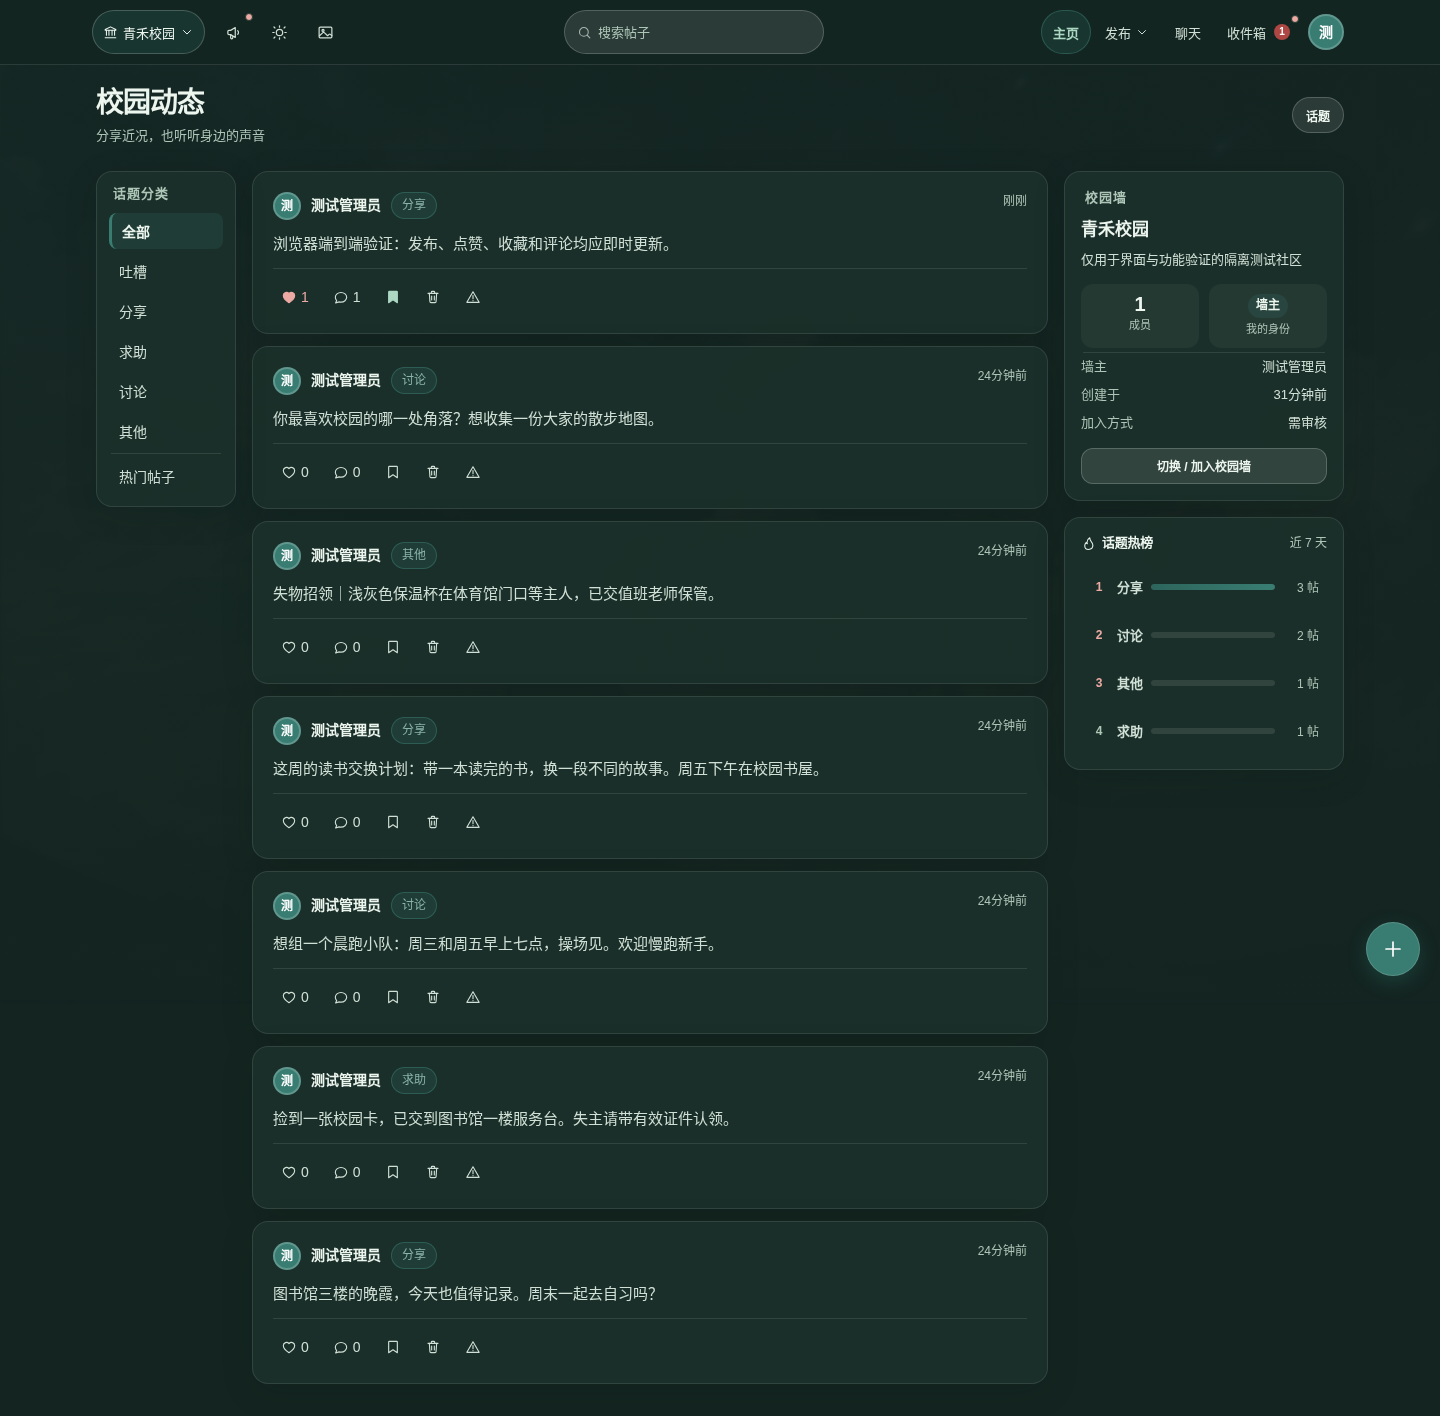 青禾校园
搜索帖子
主页
发布
聊天
收件箱 1
测
校园动态
分享近况，也听听身边的声音
话题
话题分类
全部
吐槽
分享
求助
讨论
其他
热门帖子
测 测试管理员 分享 刚刚
浏览器端到端验证：发布、点赞、收藏和评论均应即时更新。
1 1
测 测试管理员 讨论 24分钟前
你最喜欢校园的哪一处角落？想收集一份大家的散步地图。
0 0
测 测试管理员 其他 24分钟前
失物招领｜浅灰色保温杯在体育馆门口等主人，已交值班老师保管。
0 0
测 测试管理员 分享 24分钟前
这周的读书交换计划：带一本读完的书，换一段不同的故事。周五下午在校园书屋。
0 0
测 测试管理员 讨论 24分钟前
想组一个晨跑小队：周三和周五早上七点，操场见。欢迎慢跑新手。
0 0
测 测试管理员 求助 24分钟前
捡到一张校园卡，已交到图书馆一楼服务台。失主请带有效证件认领。
0 0
测 测试管理员 分享 24分钟前
图书馆三楼的晚霞，今天也值得记录。周末一起去自习吗？
0 0
校园墙
青禾校园
仅用于界面与功能验证的隔离测试社区
1 墙主
成员 我的身份
墙主 测试管理员
创建于 31分钟前
加入方式 需审核
切换 / 加入校园墙
话题热榜 近 7 天
1 分享 3 帖
2 讨论 2 帖
3 其他 1 帖
4 求助 1 帖